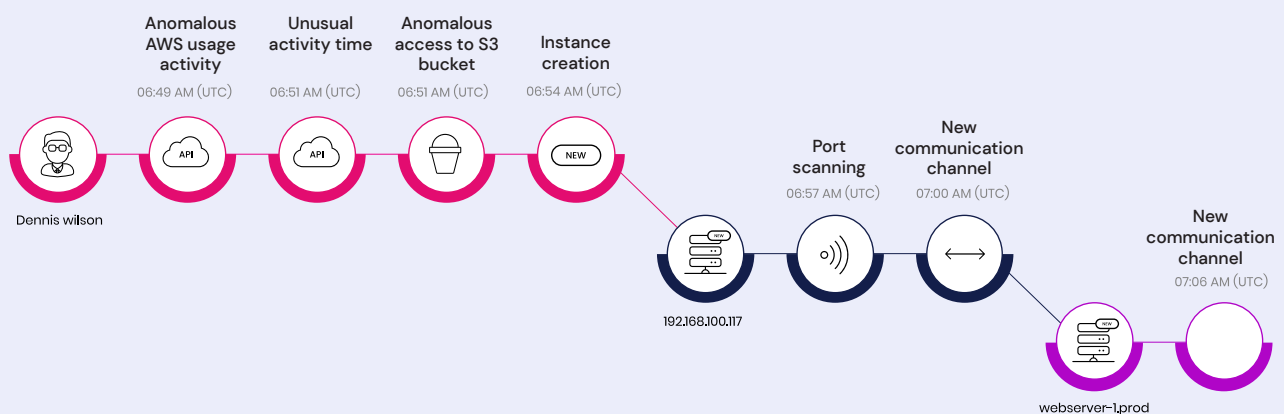 Anomalous
AWS usage
activity
06:49 AM (UTC)
Unusual
activity time
06:51 AM (UTC)
Anomalous
access to S3
bucket
06:51 AM (UTC)
Instance
creation
06:54 AM (UTC)
API
API
NEW
Dennis wilson
Port
scanning
06:57 AM (UTC)
New
communication
channel
07:00 AM (UTC)
NEW
192.168.100.117
New
communication
channel
07:06 AM (UTC)
NEW
webserver-1.prod